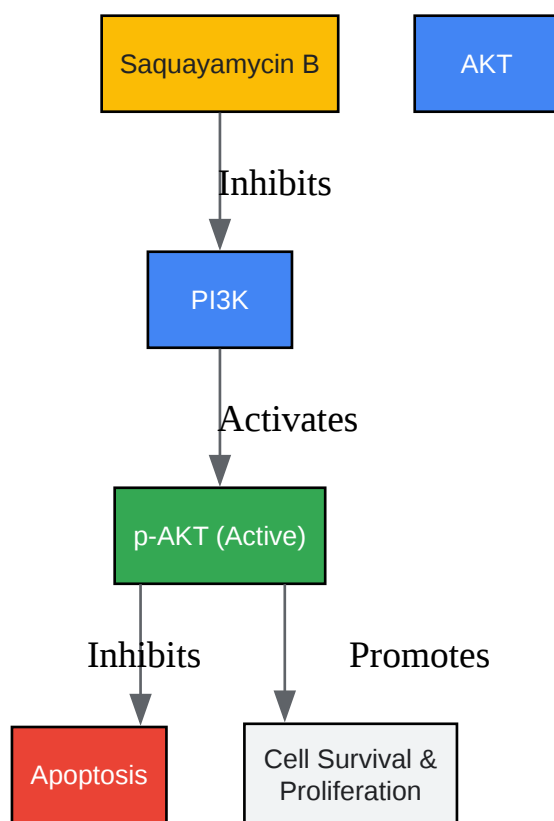 Saquayamycin B
AKT
Inhibits
PI3K
Activates
p-AKT (Active)
Inhibits
Promotes
Apoptosis
Cell Survival &
Proliferation